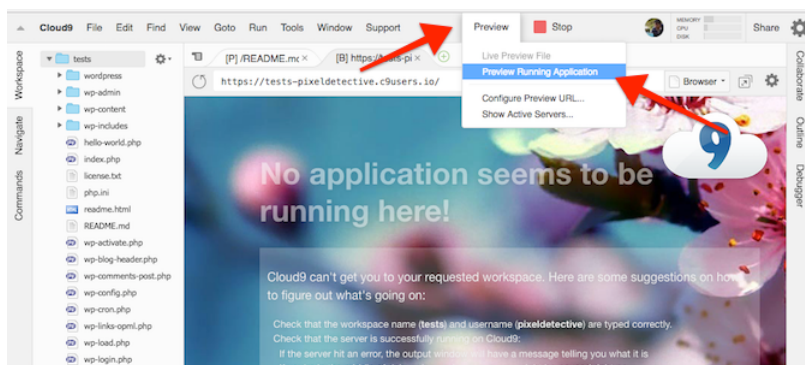 Cloud9 File Edit Find View Goto Run Tools Window Support Preview Stop MEMORY CPU DISK Share
Workspace
Navigate
Commands
tests
wordpress
wp-admin
wp-content
wp-includes
hello-world.php
index.php
license.txt
php.ini
readme.html
README.md
wp-activate.php
wp-blog-header.php
wp-comments-post.php
wp-config.php
wp-cron.php
wp-links-opml.php
wp-load.php
wp-login.php
[P] /README.mc × [B] https://tests-pi ×
https://tests-pixeldetective.c9users.io/
Browser
Live Preview File
Preview Running Application
Configure Preview URL...
Show Active Servers...
9
No application seems to be
running here!
Cloud9 can't get you to your requested workspace. Here are some suggestions on how
to figure out what's going on:
Check that the workspace name (tests) and username (pixeldetective) are typed correctly.
Check that the server is successfully running on Cloud9:
If the server hit an error, the output window will have a message telling you what it is
Collaborate
Outline
Debugger